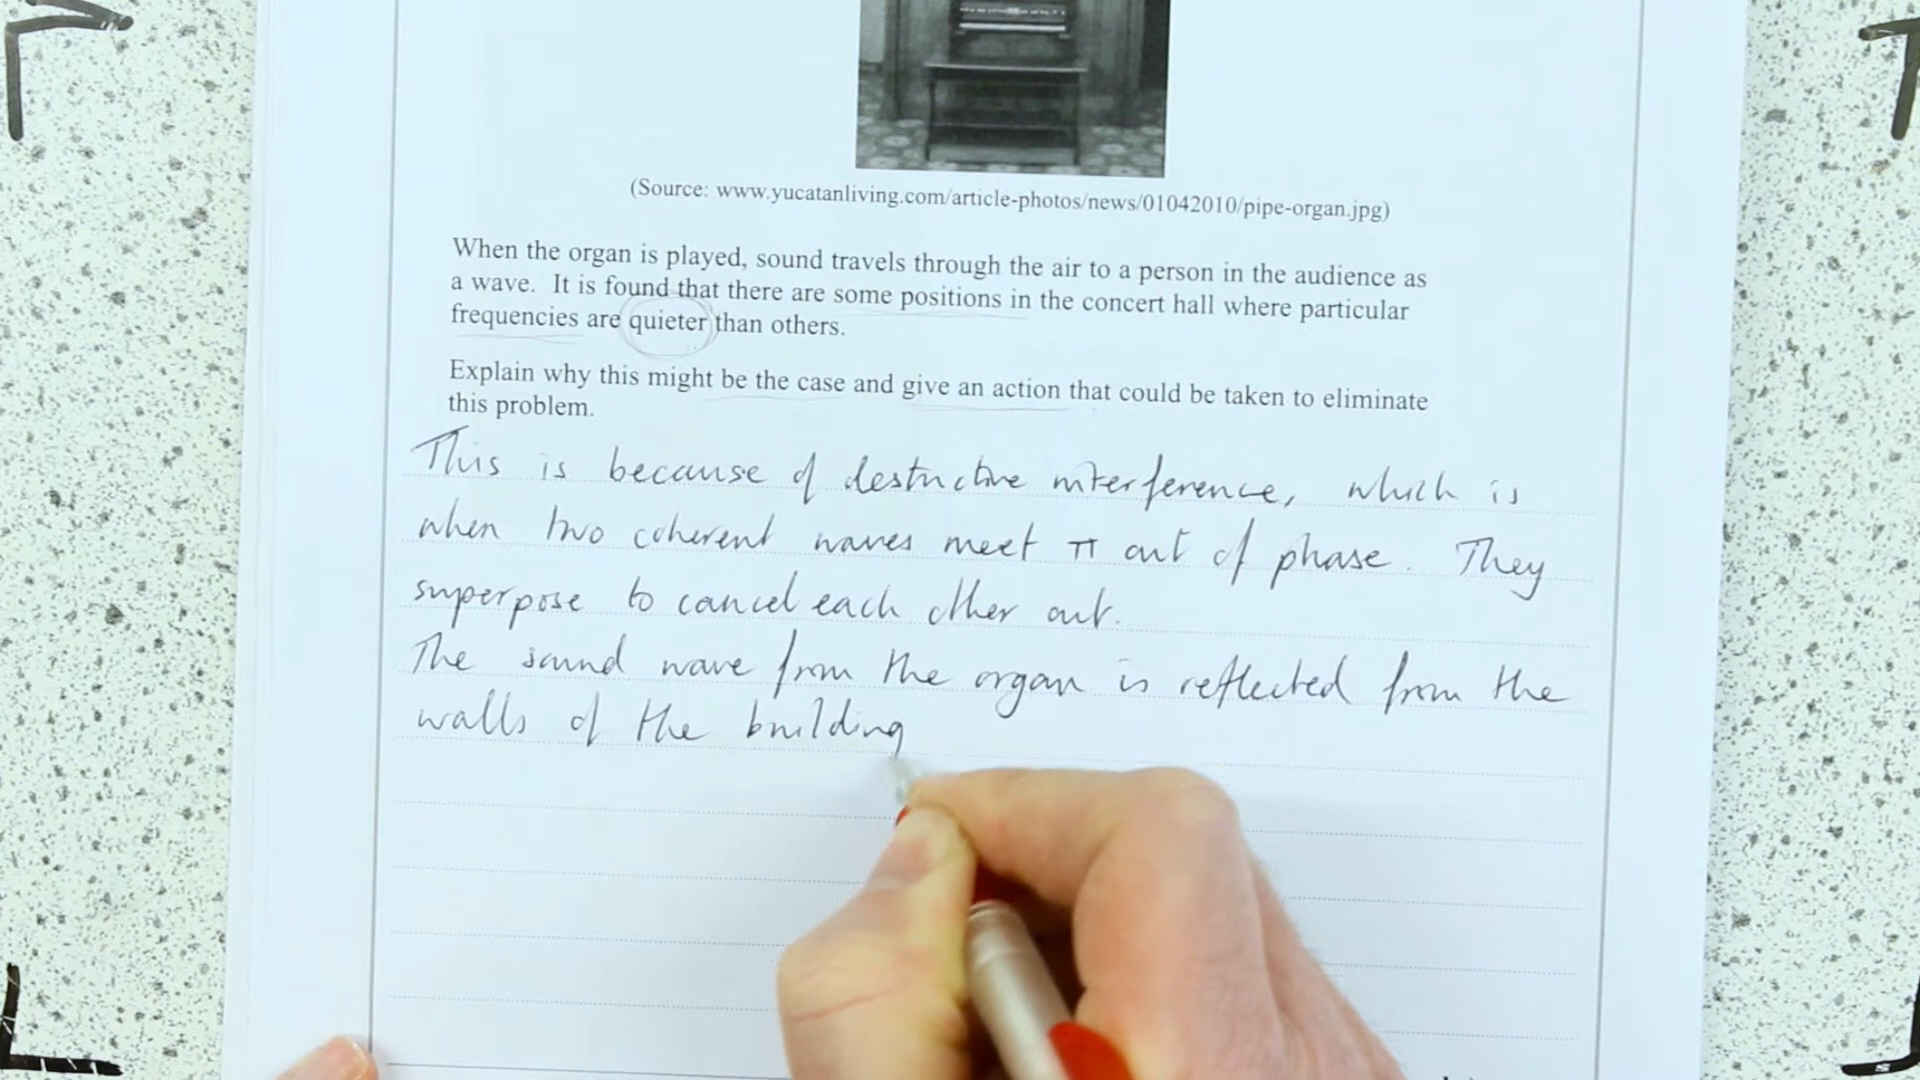 (Source: www.yucatanliving.com/article-photos/news/01042010/pipe-organ.jpg)
When the organ is played, sound travels through the air to a person in the audience as
a wave. It is found that there are some positions in the concert hall where particular
frequencies are quieter than others.
Explain why this might be the case and give an action that could be taken to eliminate
this problem.
This is because of destructive interference, which is
when two coherent waves meet π out of phase. They
superpose to cancel each other out.
The sound wave from the organ is reflected from the
walls of the building